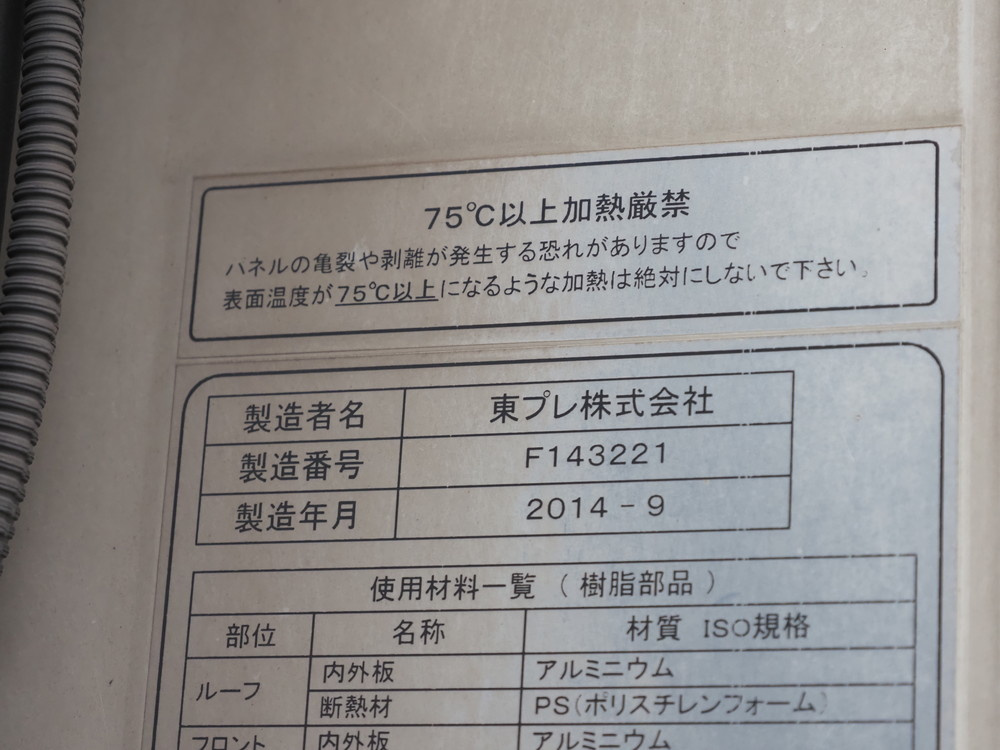 75℃以上加熱厳禁
パネルの亀裂や剥離が発生する恐れがありますので
表面温度が75℃以上になるような加熱は絶対にしないで下さい。
製造者名 東プレ株式会社
製造番号 F143221
製造年月 2014-9
使用材料一覧（樹脂部品）
部位 名称 材質 ISO規格
ルーフ 内外板 アルミニウム
断熱材 PS(ポリスチレンフォーム)
フロント 内外板 アルミニウム